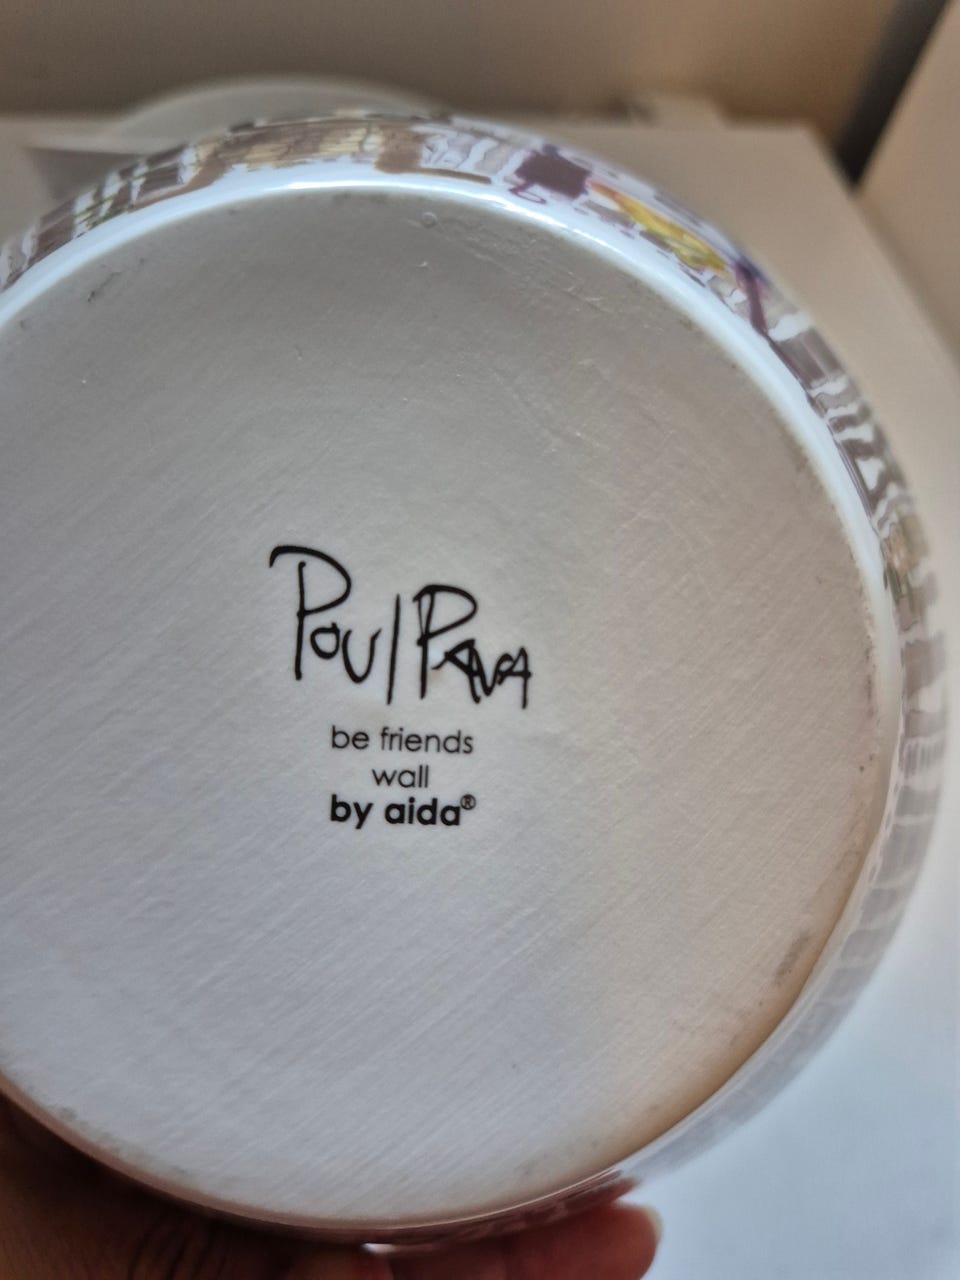 Poul Pava
be friends
wall
by aida®